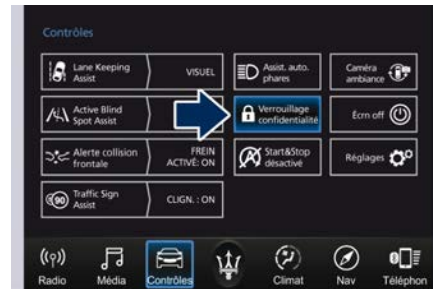 Contrôles
Lane Keeping
Assist
VISUEL
Assist. auto.
phares
Caméra
ambiance
Active Blind
Spot Assist
Verrouillage
confidentialité
Écrn off
Alerte collision
frontale
FREIN
ACTIVÉ: ON
Start&Stop
désactivé
Réglages
90
Traffic Sign
Assist
CLIGN. : ON
Radio
Média
Contrôles
Climat
Nav
Téléphon